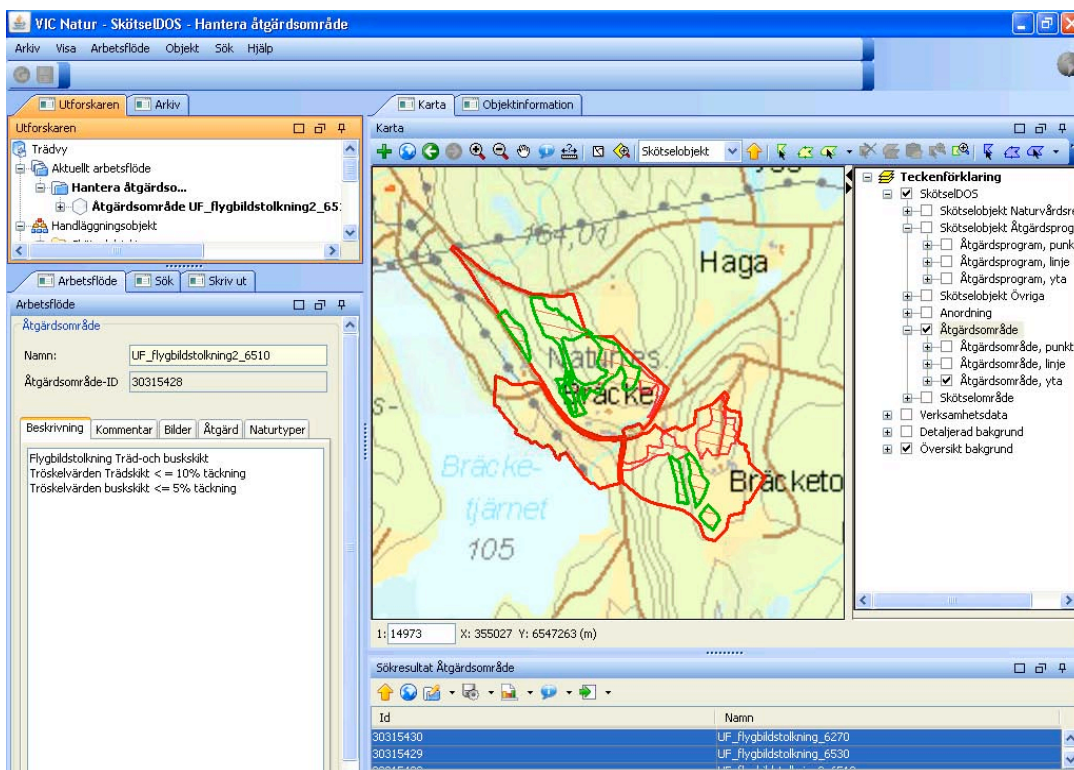 VIC Natur - SkötselDOS - Hantera åtgärdsområde
Arkiv Visa Arbetsflöde Objekt Sök Hjälp
Utforskaren Arkiv
Utforskaren
Trädvy
Aktuellt arbetsflöde
Hantera åtgärdso...
Åtgärdsområde UF_flygbildstolkning2_651
Handläggningsobjekt
Arbetsflöde Sök Skriv ut
Arbetsflöde
Åtgärdsområde
Namn: UF_flygbildstolkning2_6510
Åtgärdsområde-ID 30315428
Beskrivning Kommentar Bilder Åtgärd Naturtyper
Flygbildstolkning Träd-och buskskikt
Tröskelvärden Trädskikt < = 10% täckning
Tröskelvärden buskskikt <= 5% täckning
Karta Objektinformation
Karta
Skötselobjekt
164,01
Haga
Naturres.
Bräcke
Bräcketo
Bräcke-
tjärnet
105
Teckenförklaring
SkötselDOS
Skötselobjekt Naturvårdsre
Skötselobjekt Åtgärdsprog
Åtgärdsprogram, punk
Åtgärdsprogram, linje
Åtgärdsprogram, yta
Skötselobjekt Övriga
Anordning
Åtgärdsområde
Åtgärdsområde, punkt
Åtgärdsområde, linje
Åtgärdsområde, yta
Skötselområde
Verksamhetsdata
Detaljerad bakgrund
Översikt bakgrund
1: 14973 X: 355027 Y: 6547263 (m)
Sökresultat Åtgärdsområde
Id Namn
30315430 UF_flygbildstolkning_6270
30315429 UF_flygbildstolkning_6530